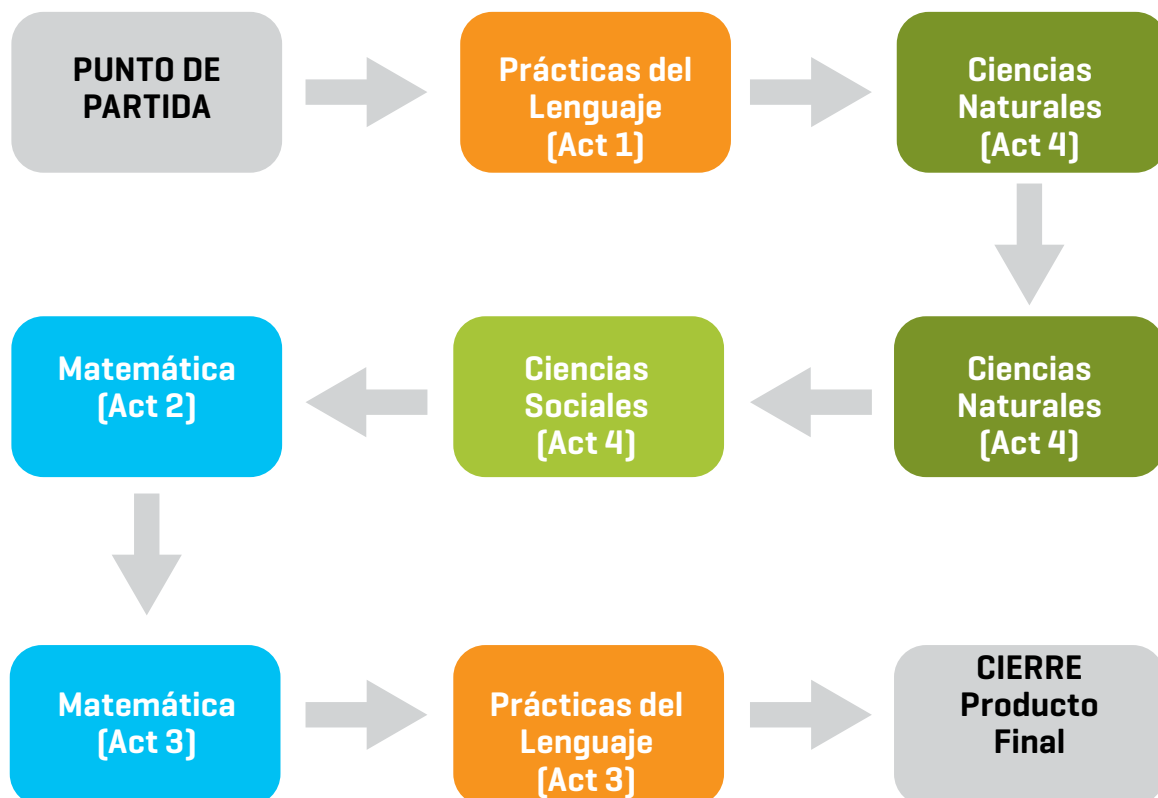 PUNTO DE
PARTIDA
Prácticas del
Lenguaje
(Act 1)
Ciencias
Naturales
(Act 4)
Matemática
(Act 2)
Ciencias
Sociales
(Act 4)
Ciencias
Naturales
(Act 4)
Matemática
(Act 3)
Prácticas del
Lenguaje
(Act 3)
CIERRE
Producto
Final